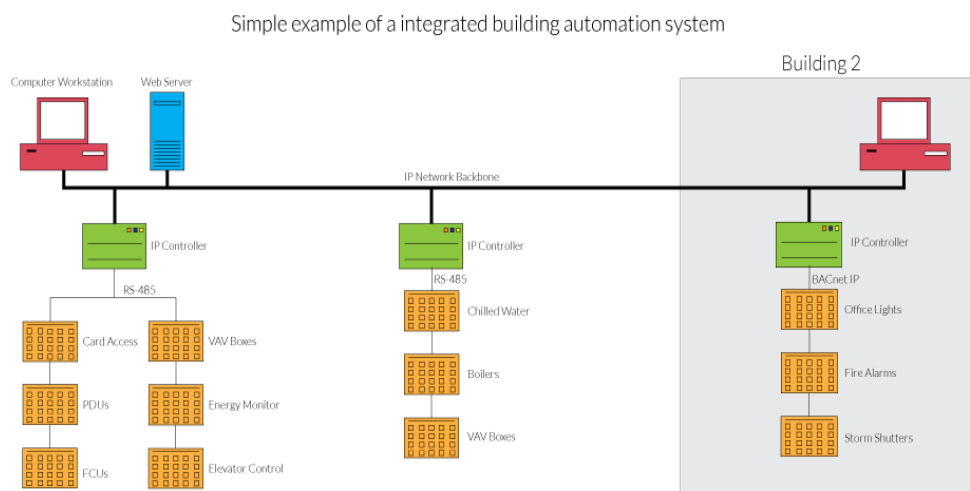 Simple example of a integrated building automation system
Building 2
Computer Workstation
Web Server
IP Network Backbone
IP Controller
IP Controller
IP Controller
RS-485
RS-485
BACnet IP
Card Access
VAV Boxes
Chilled Water
Office Lights
PDUs
Energy Monitor
Boilers
Fire Alarms
FCUs
Elevator Control
VAV Boxes
Storm Shutters